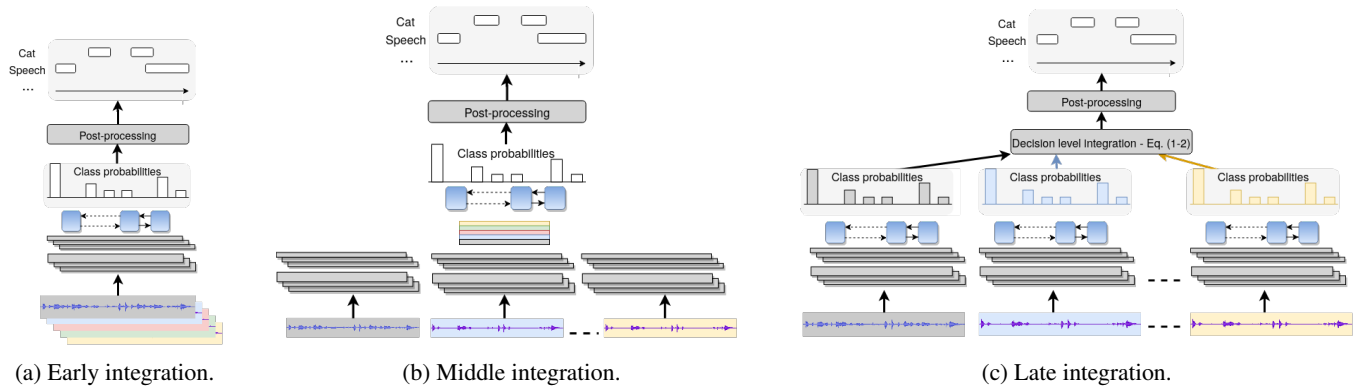 Cat
Speech
...
Post-processing
Class probabilities
(a) Early integration.
Cat
Speech
...
Post-processing
Class probabilities
(b) Middle integration.
Cat
Speech
...
Post-processing
Decision level integration - Eq. (1-2)
Class probabilities
Class probabilities
Class probabilities
(c) Late integration.